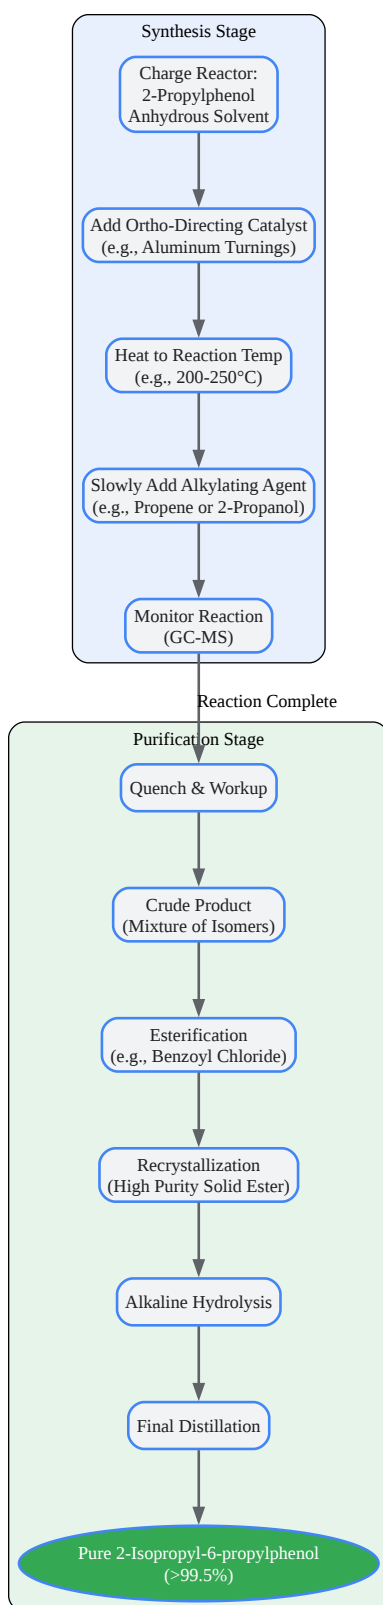 Synthesis Stage
Charge Reactor:
2-Propylphenol
Anhydrous Solvent
Add Ortho-Directing Catalyst
(e.g., Aluminum Turnings)
Heat to Reaction Temp
(e.g., 200-250°C)
Slowly Add Alkylating Agent
(e.g., Propene or 2-Propanol)
Monitor Reaction
(GC-MS)
Reaction Complete
Purification Stage
Quench & Workup
Crude Product
(Mixture of Isomers)
Esterification
(e.g., Benzoyl Chloride)
Recrystallization
(High Purity Solid Ester)
Alkaline Hydrolysis
Final Distillation
Pure 2-Isopropyl-6-propylphenol
(>99.5%)